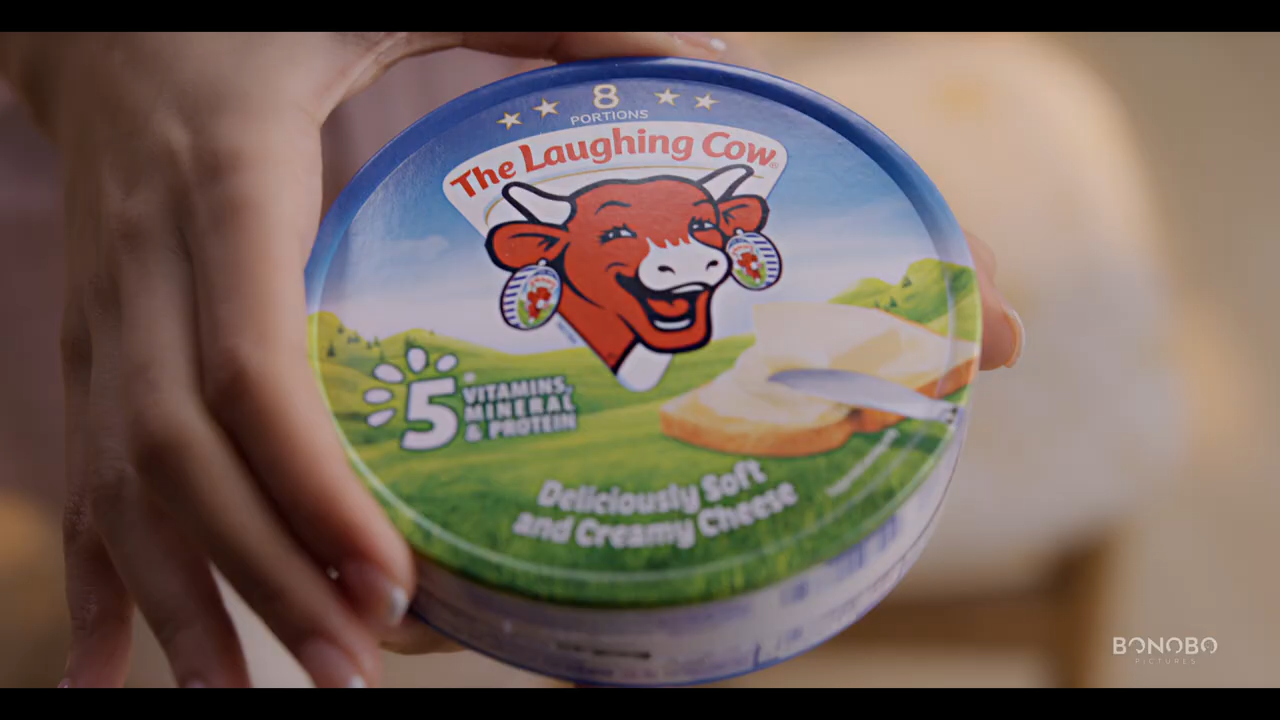 8
PORTIONS
The Laughing Cow®
5
VITAMINS,
MINERAL
& PROTEIN
Deliciously Soft
and Creamy Cheese
BONOBO
PICTURES